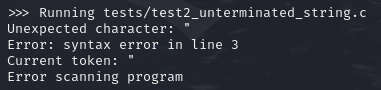 >>> Running tests/test2_unterminated_string.c
Unexpected character: "
Error: syntax error in line 3
Current token: "
Error scanning program